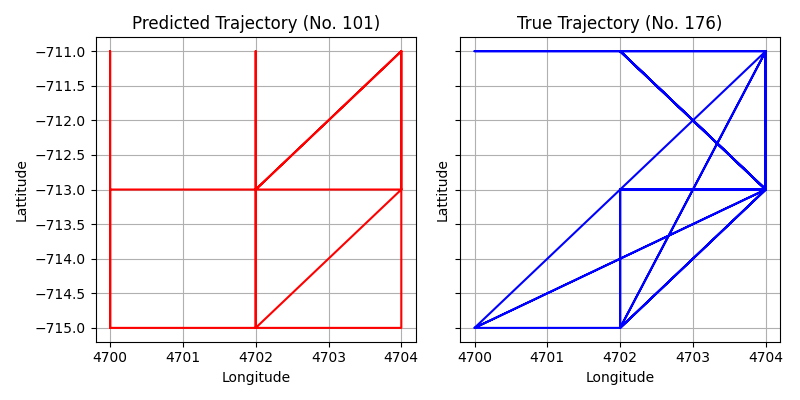 Predicted Trajectory (No. 101)
True Trajectory (No. 176)
−711.0
−711.5
−712.0
−712.5
−713.0
−713.5
−714.0
−714.5
−715.0
Lattitude
Lattitude
4700 4701 4702 4703 4704
4700 4701 4702 4703 4704
Longitude
Longitude